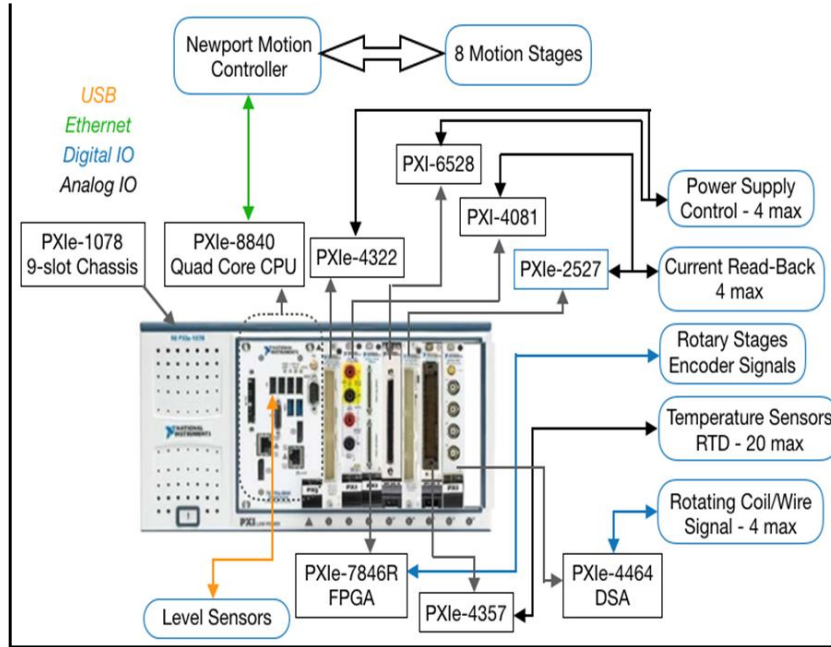 Newport Motion
Controller
8 Motion Stages
USB
Ethernet
Digital IO
Analog IO
PXI-6528
PXI-4081
Power Supply
Control - 4 max
PXIe-1078
9-slot Chassis
PXIe-8840
Quad Core CPU
PXIe-4322
PXIe-2527
Current Read-Back
4 max
Rotary Stages
Encoder Signals
NATIONAL
INSTRUMENTS
Temperature Sensors
RTD - 20 max
PXI
Rotating Coil/Wire
Signal - 4 max
PXIe-7846R
FPGA
PXIe-4464
DSA
Level Sensors
PXIe-4357